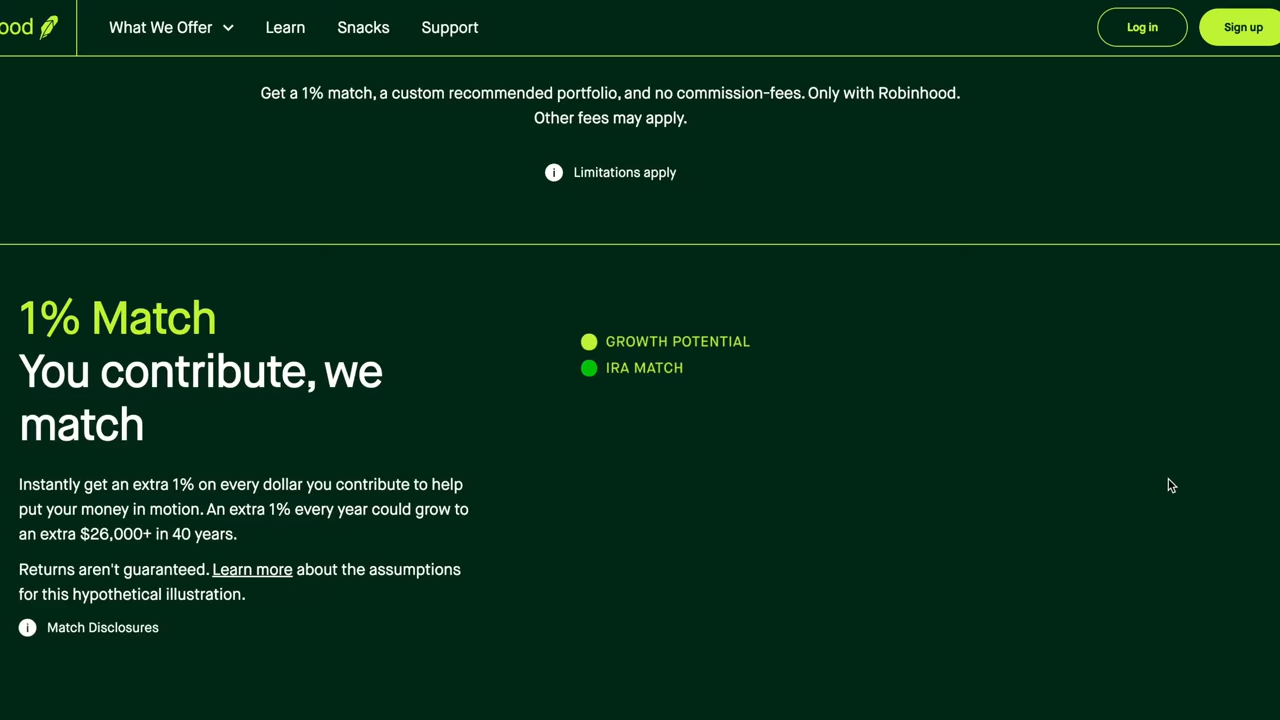 ood
What We Offer
Learn
Snacks
Support
Log in
Sign up
Get a 1% match, a custom recommended portfolio, and no commission-fees. Only with Robinhood.
Other fees may apply.
i Limitations apply
1% Match
You contribute, we
match
Instantly get an extra 1% on every dollar you contribute to help
put your money in motion. An extra 1% every year could grow to
an extra $26,000+ in 40 years.
Returns aren't guaranteed. Learn more about the assumptions
for this hypothetical illustration.
i Match Disclosures
GROWTH POTENTIAL
IRA MATCH